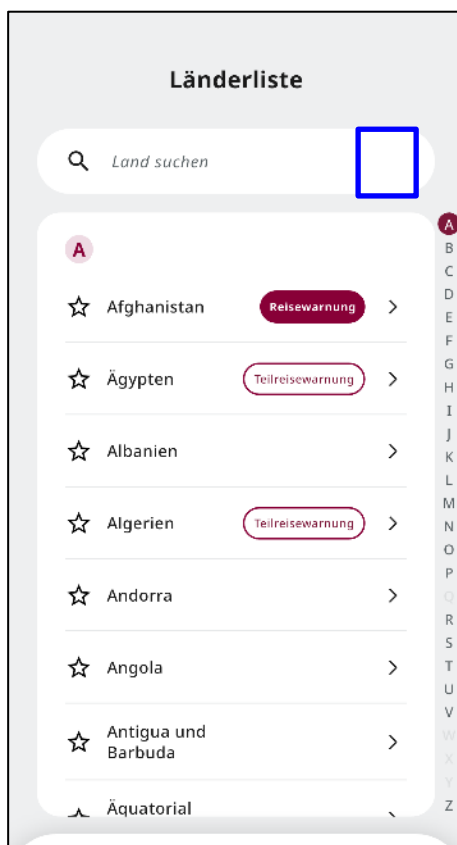 Länderliste
Land suchen
A
Afghanistan Reisewarnung
Ägypten Teilreisewarnung
Albanien
Algerien Teilreisewarnung
Andorra
Angola
Antigua und
Barbuda
Äquatorial
A
B
C
D
E
F
G
H
I
J
K
L
M
N
O
P
Q
R
S
T
U
V
W
X
Y
Z